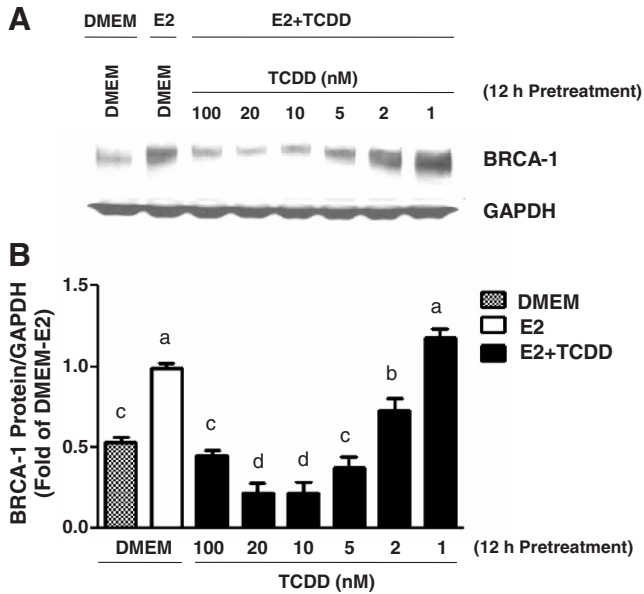 A
DMEM E2 E2+TCDD
DMEM DMEM TCDD (nM) (12 h Pretreatment)
100 20 10 5 2 1
BRCA-1
GAPDH
B
BRCA-1 Protein/GAPDH
(Fold of DMEM-E2)
1.5
1.0
0.5
0.0
c a c d d c b a
DMEM
E2
E2+TCDD
DMEM 100 20 10 5 2 1 (12 h Pretreatment)
TCDD (nM)